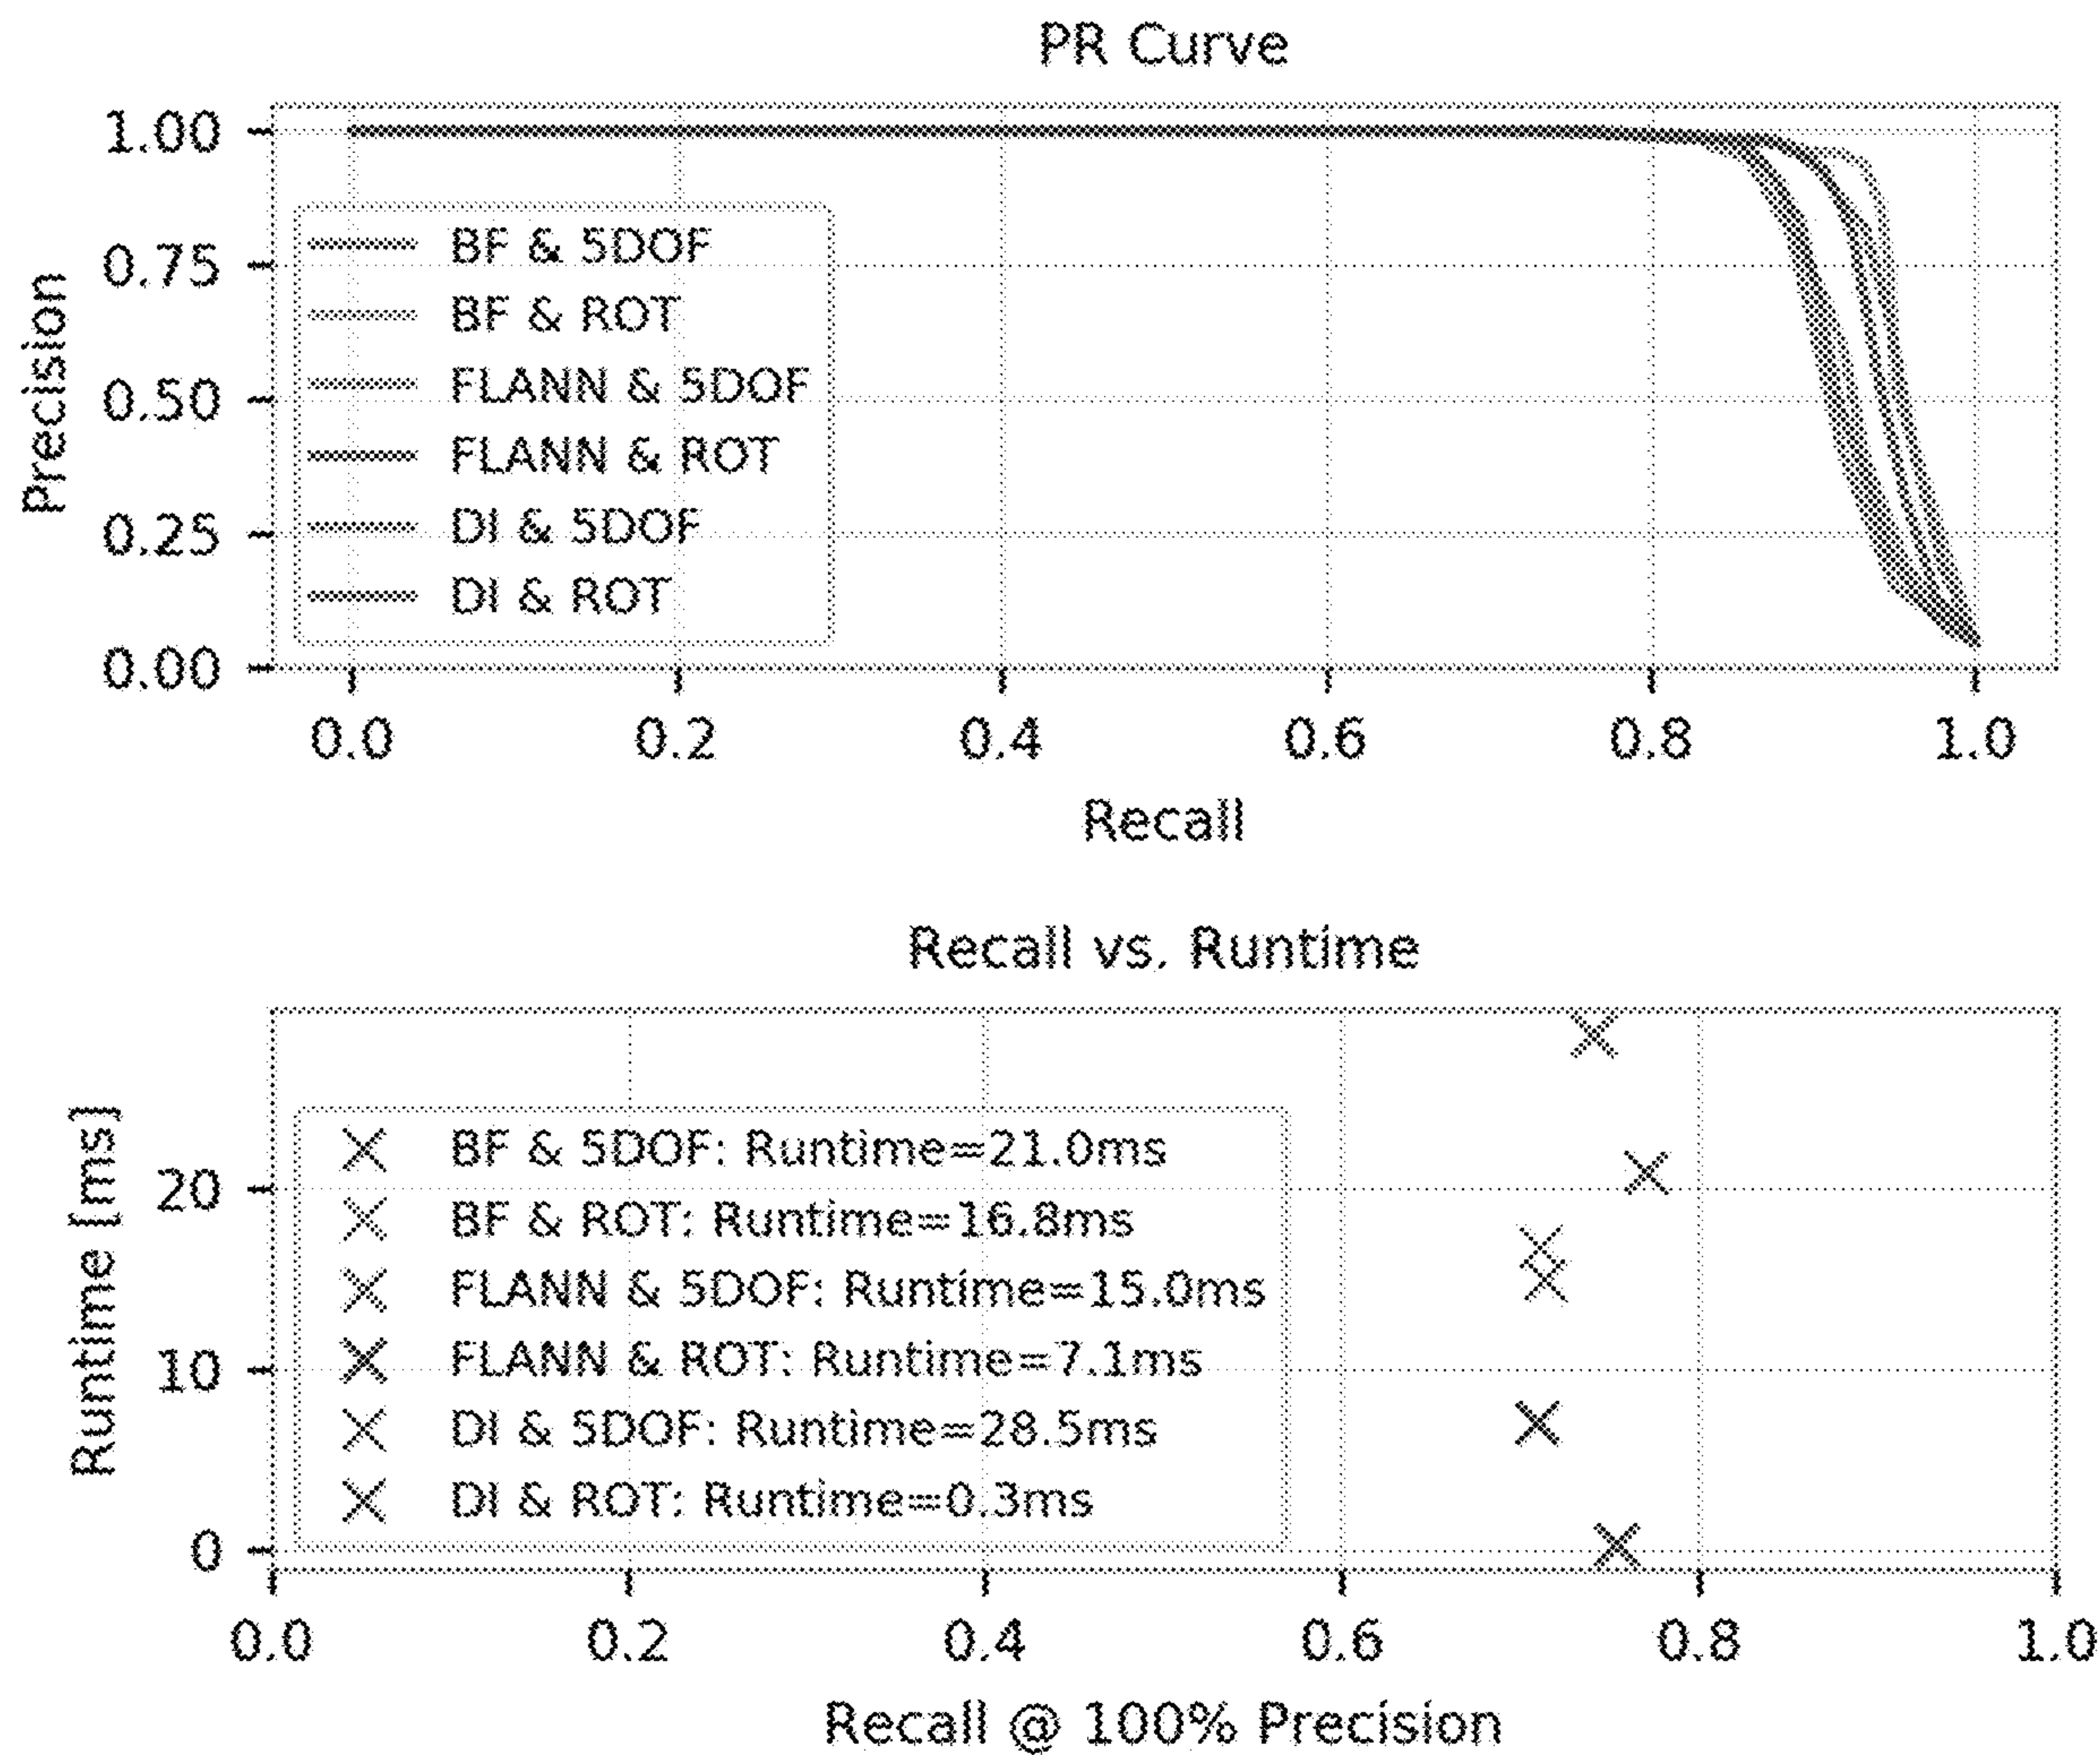 PR Curve
1.00
0.75
0.50
0.25
0.00
Precision
BF & 5DOF
BF & ROT
FLANN & 5DOF
FLANN & ROT
DI & 5DOF
DI & ROT
0.0 0.2 0.4 0.6 0.8 1.0
Recall
Recall vs. Runtime
20
10
0
Runtime [ms]
BF & 5DOF: Runtime=21.0ms
BF & ROT: Runtime=16.8ms
FLANN & 5DOF: Runtime=15.0ms
FLANN & ROT: Runtime=7.1ms
DI & 5DOF: Runtime=28.5ms
DI & ROT: Runtime=0.3ms
0.0 0.2 0.4 0.6 0.8 1.0
Recall @ 100% Precision